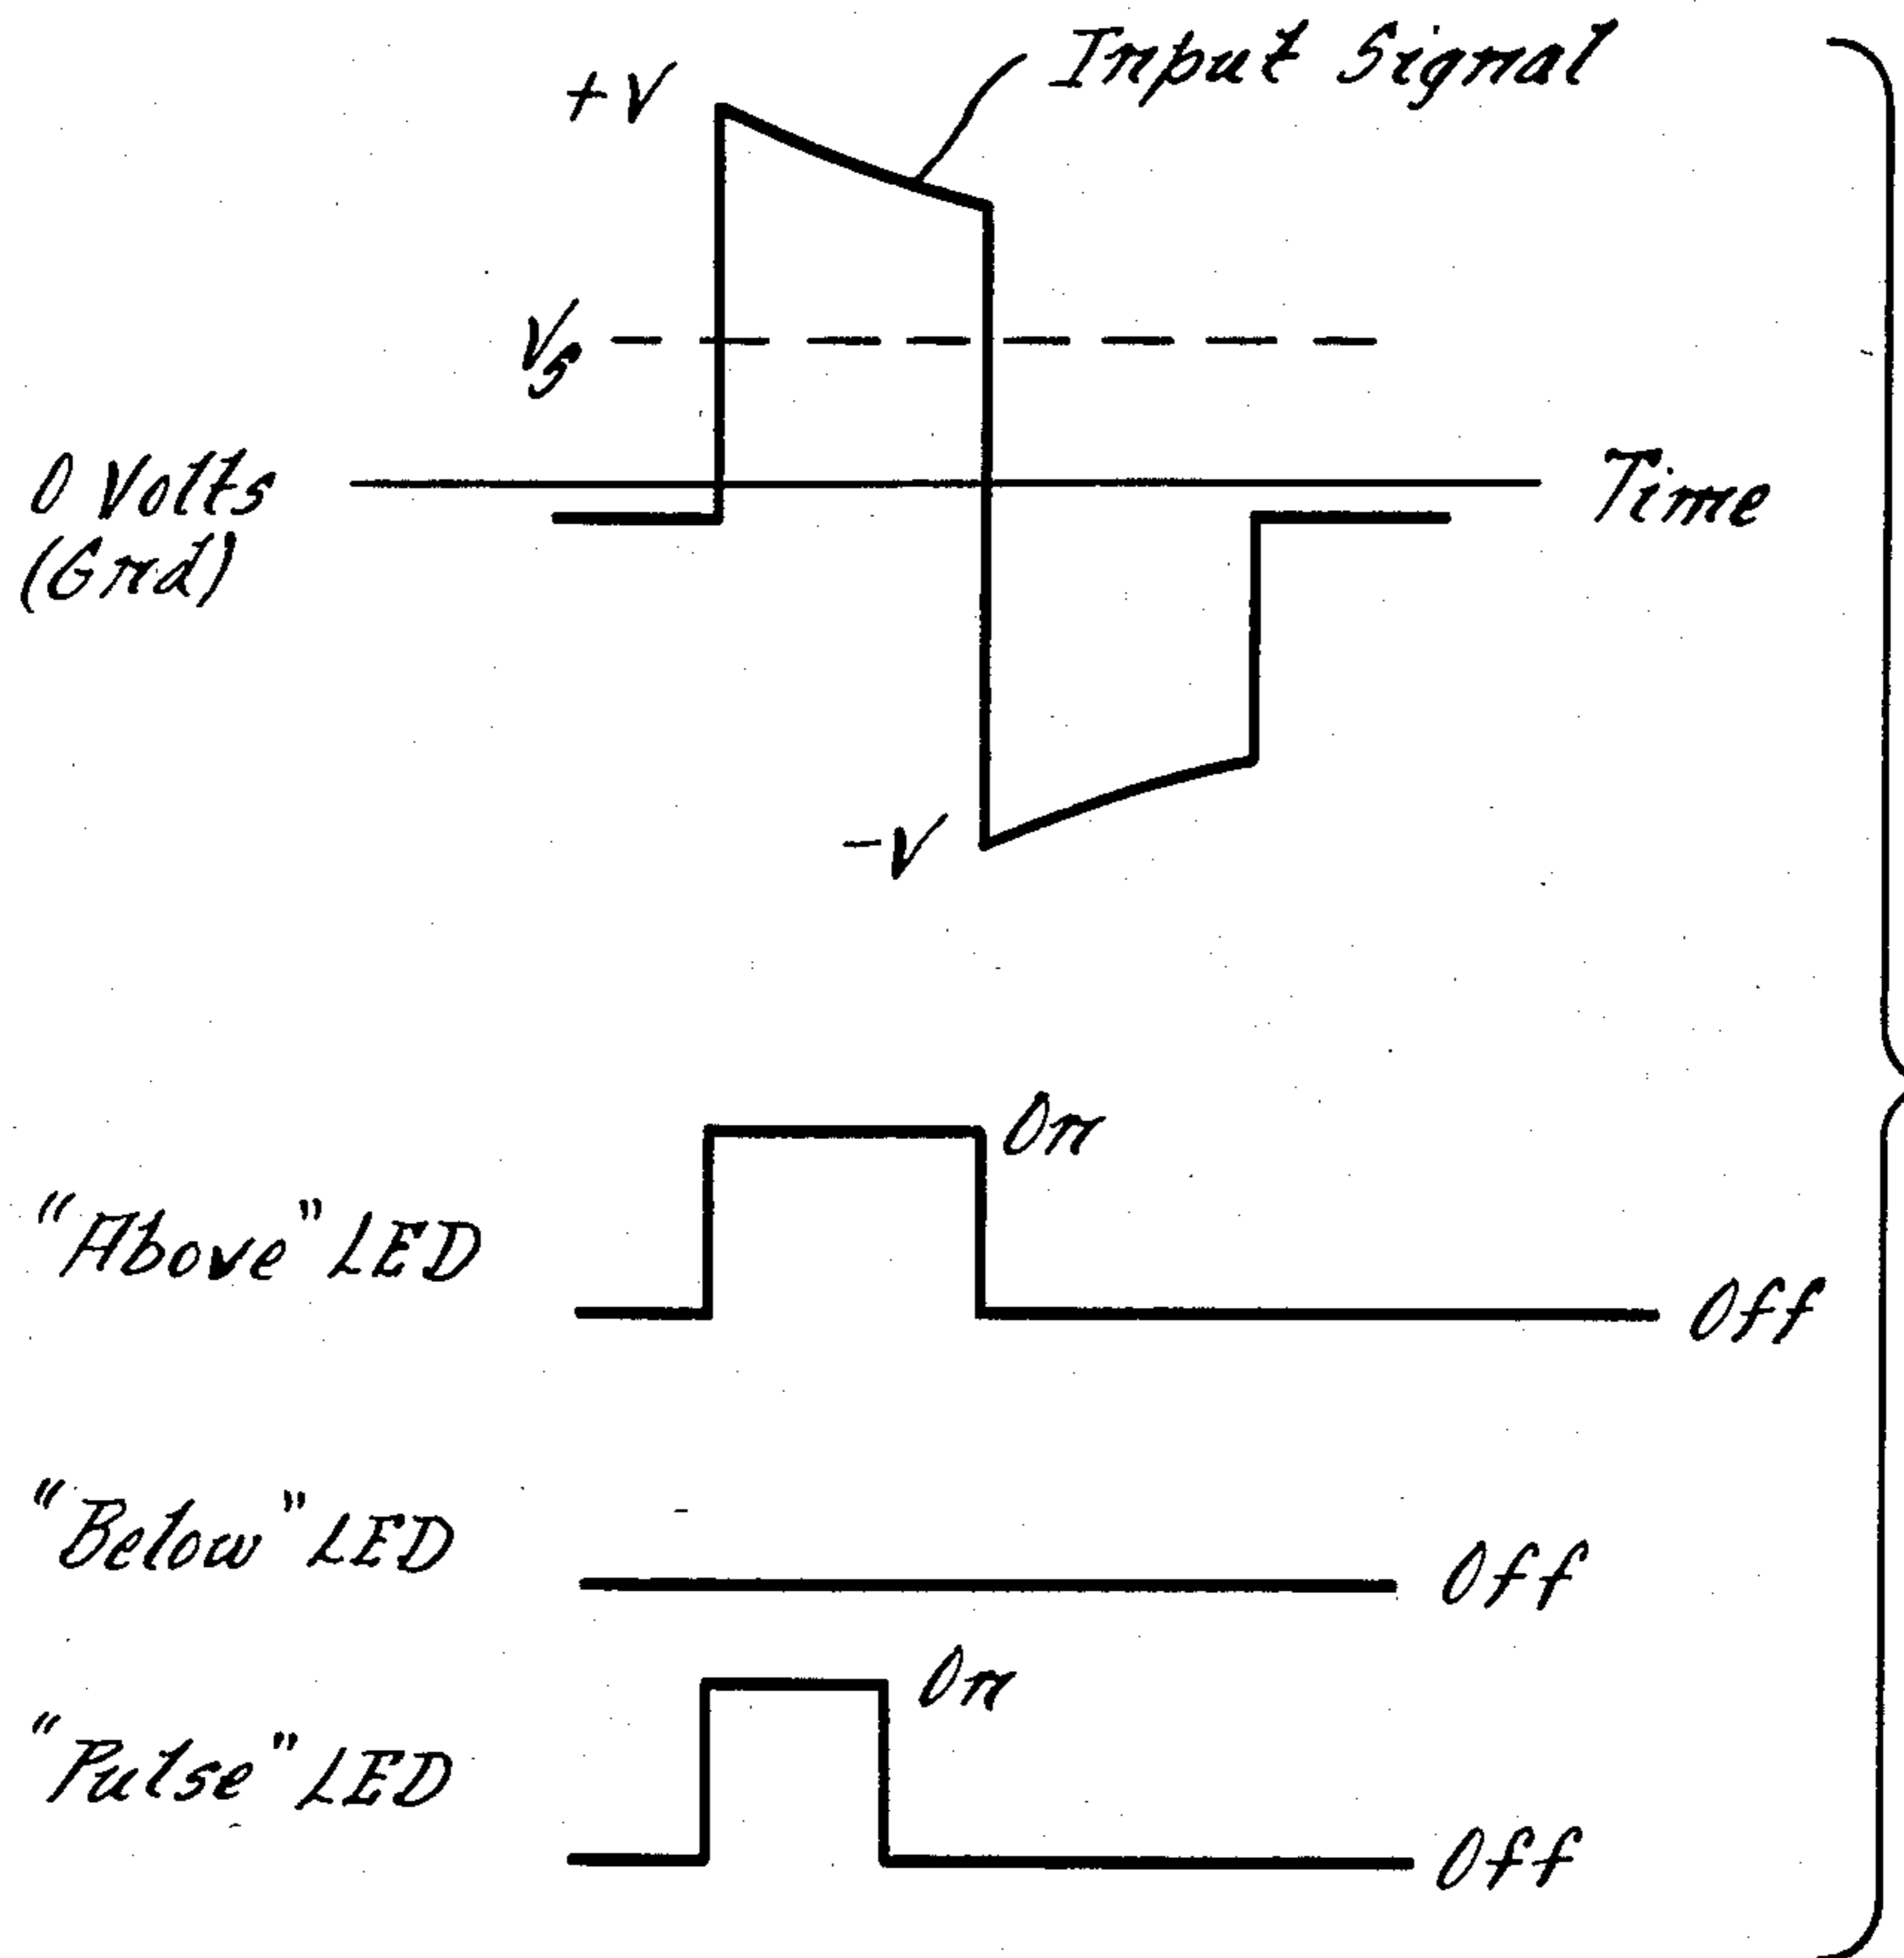 Input Signal
+V
Vs
0 Volts
(Gnd)
Time
-V
On
"Above" LED
Off
"Below" LED
Off
On
"Pulse" LED
Off